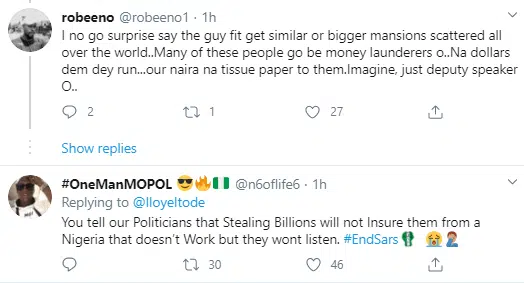 robeeno @robeeno1 · 1h
I no go surprise say the guy fit get similar or bigger mansions scattered all
over the world..Many of these people go be money launderers o..Na dollars
dem dey run...our naira na tissue paper to them.Imagine, just deputy speaker
O..
2 1 27
Show replies
#OneManMOPOL 😎🔥🇳🇬 @n6oflife6 · 1h
Replying to @lloyeltode
You tell our Politicians that Stealing Billions will not Insure them from a
Nigeria that doesn't Work but they wont listen. #EndSars
30 46